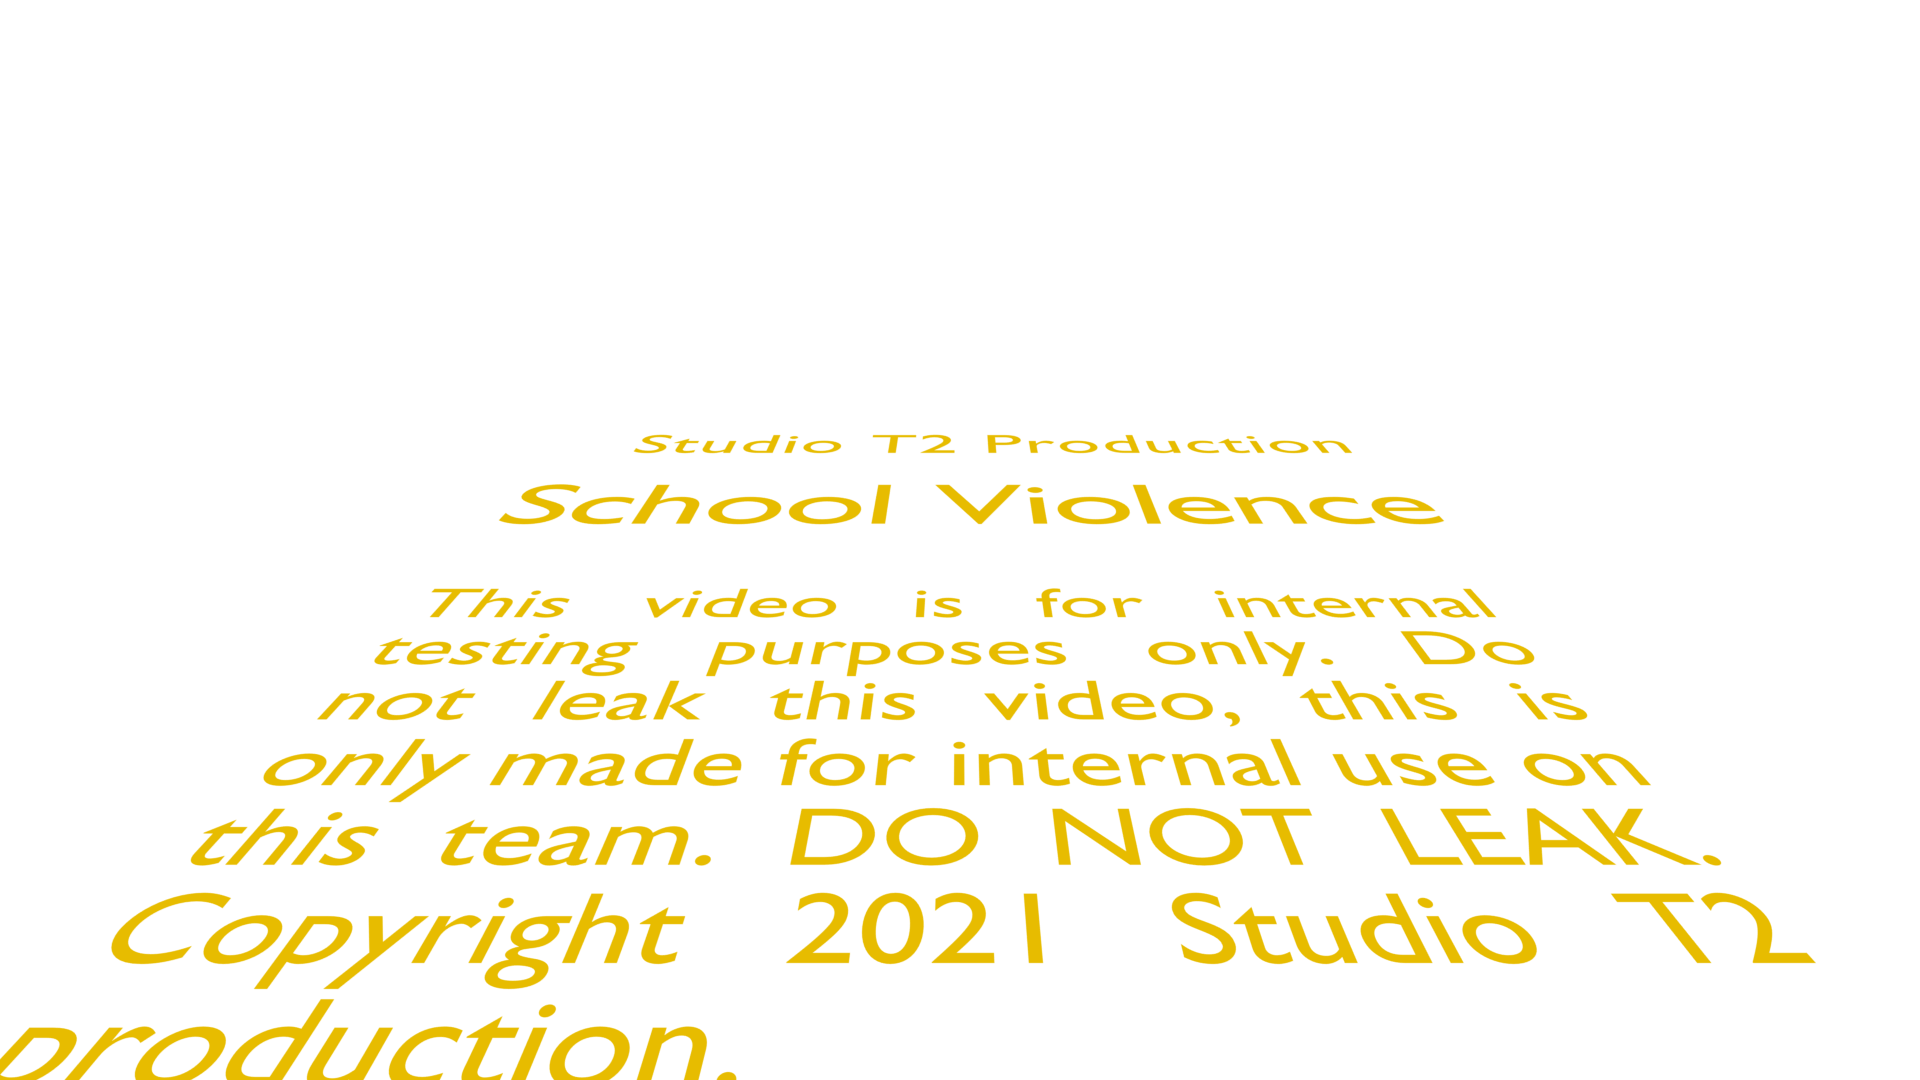 Studio T2 Production
School Violence
This video is for internal
testing purposes only. Do
not leak this video, this is
only made for internal use on
this team. DO NOT LEAK.
Copyright 2021 Studio T2
production.